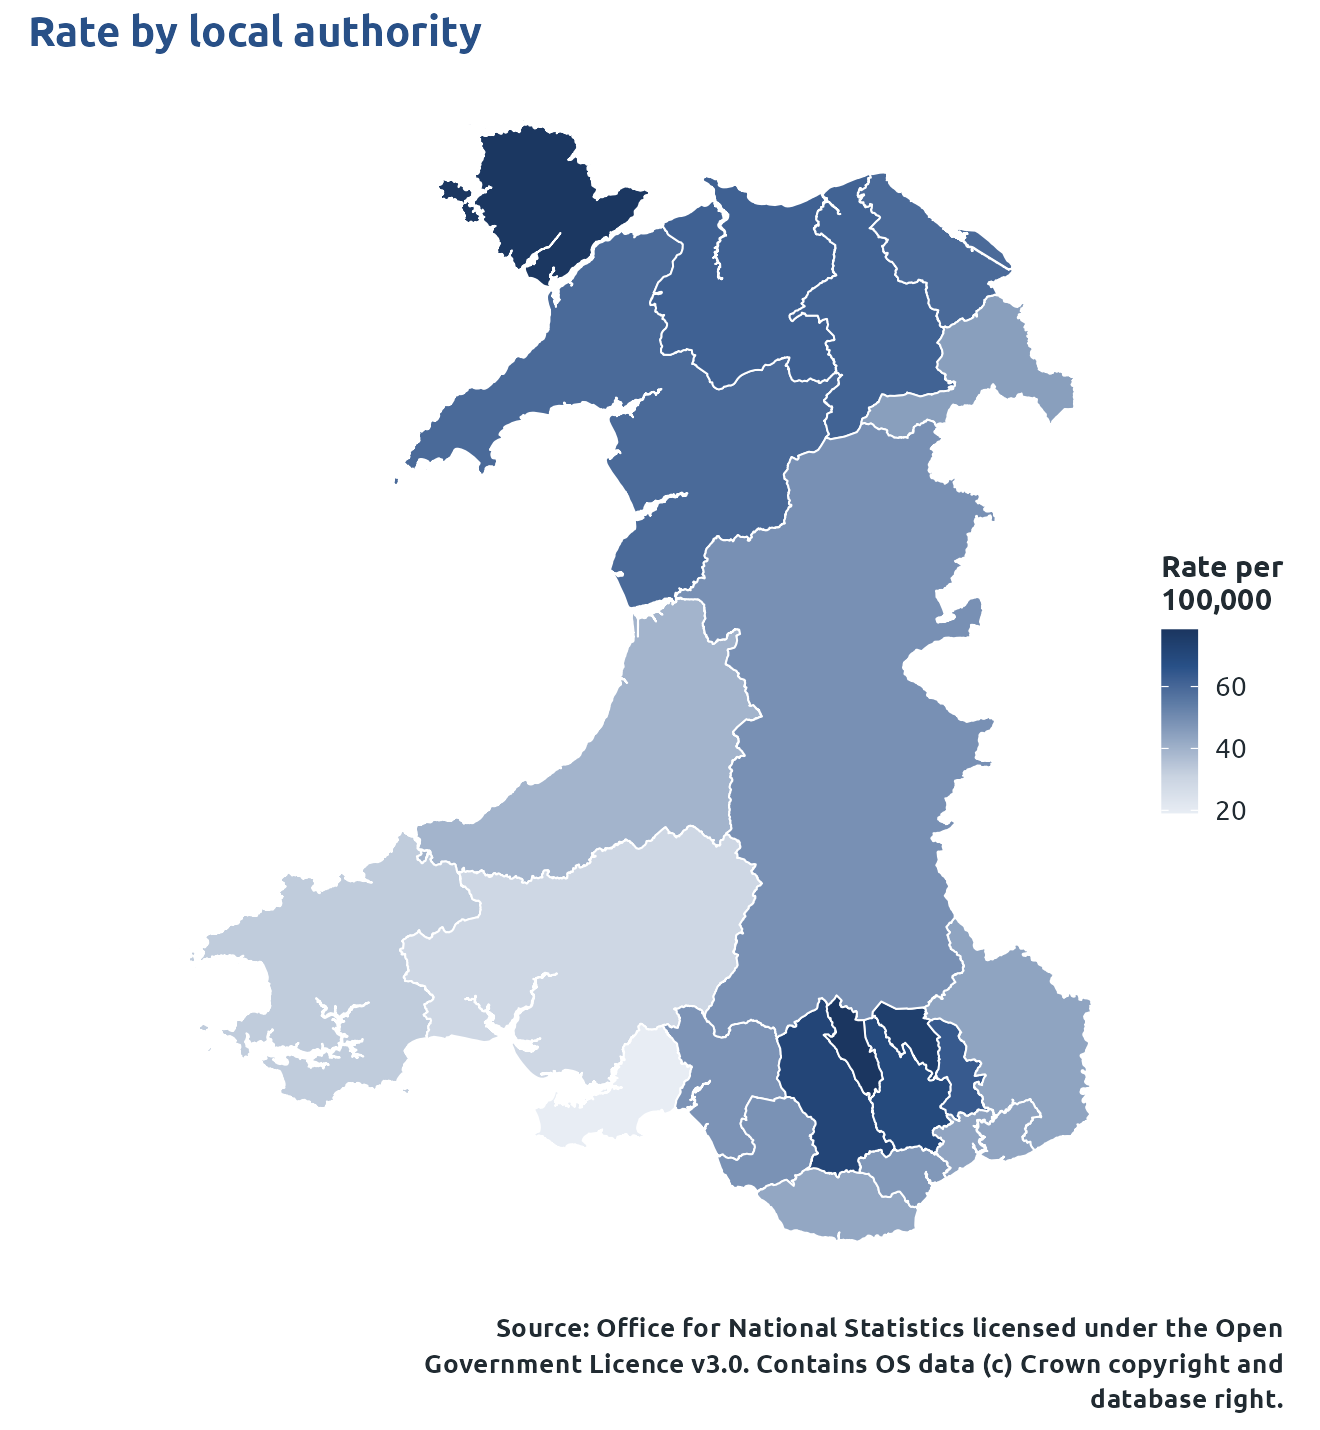 Rate by local authority
Rate per
100,000
60
40
20
Source: Office for National Statistics licensed under the Open
Government Licence v3.0. Contains OS data (c) Crown copyright and
database right.